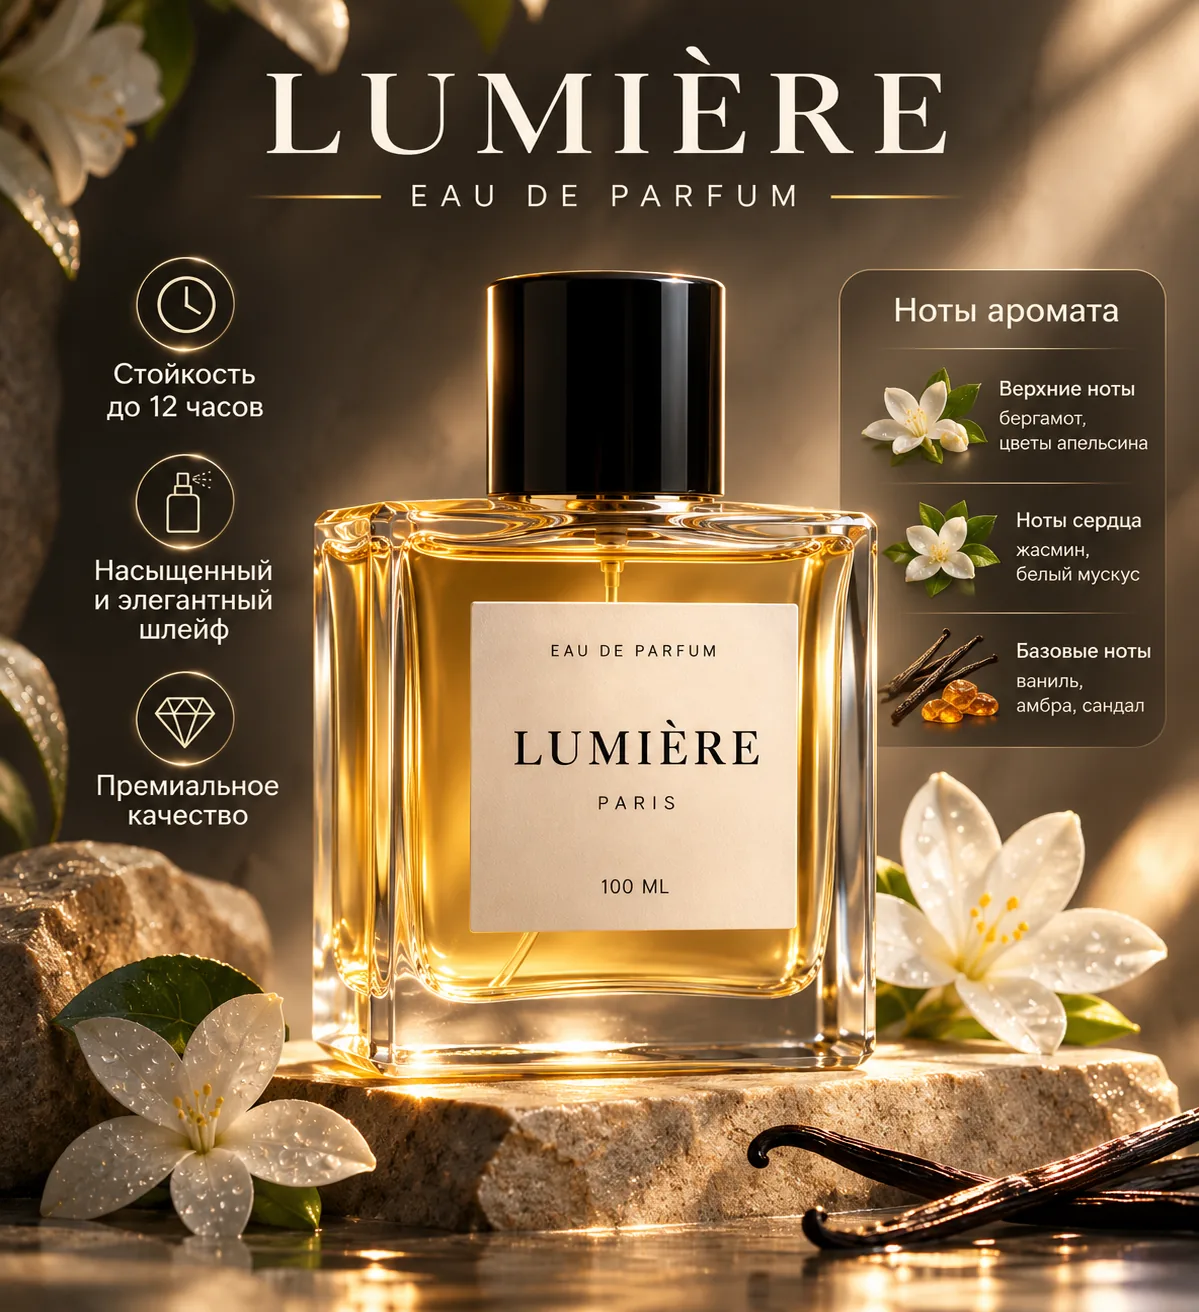 LUMIÈRE
EAU DE PARFUM
Стойкость
до 12 часов
Насыщенный
и элегантный
шлейф
Премиальное
качество
Ноты аромата
Верхние ноты
бергамот,
цветы апельсина
Ноты сердца
жасмин,
белый мускус
Базовые ноты
ваниль,
амбра, сандал
EAU DE PARFUM
LUMIÈRE
PARIS
100 ML